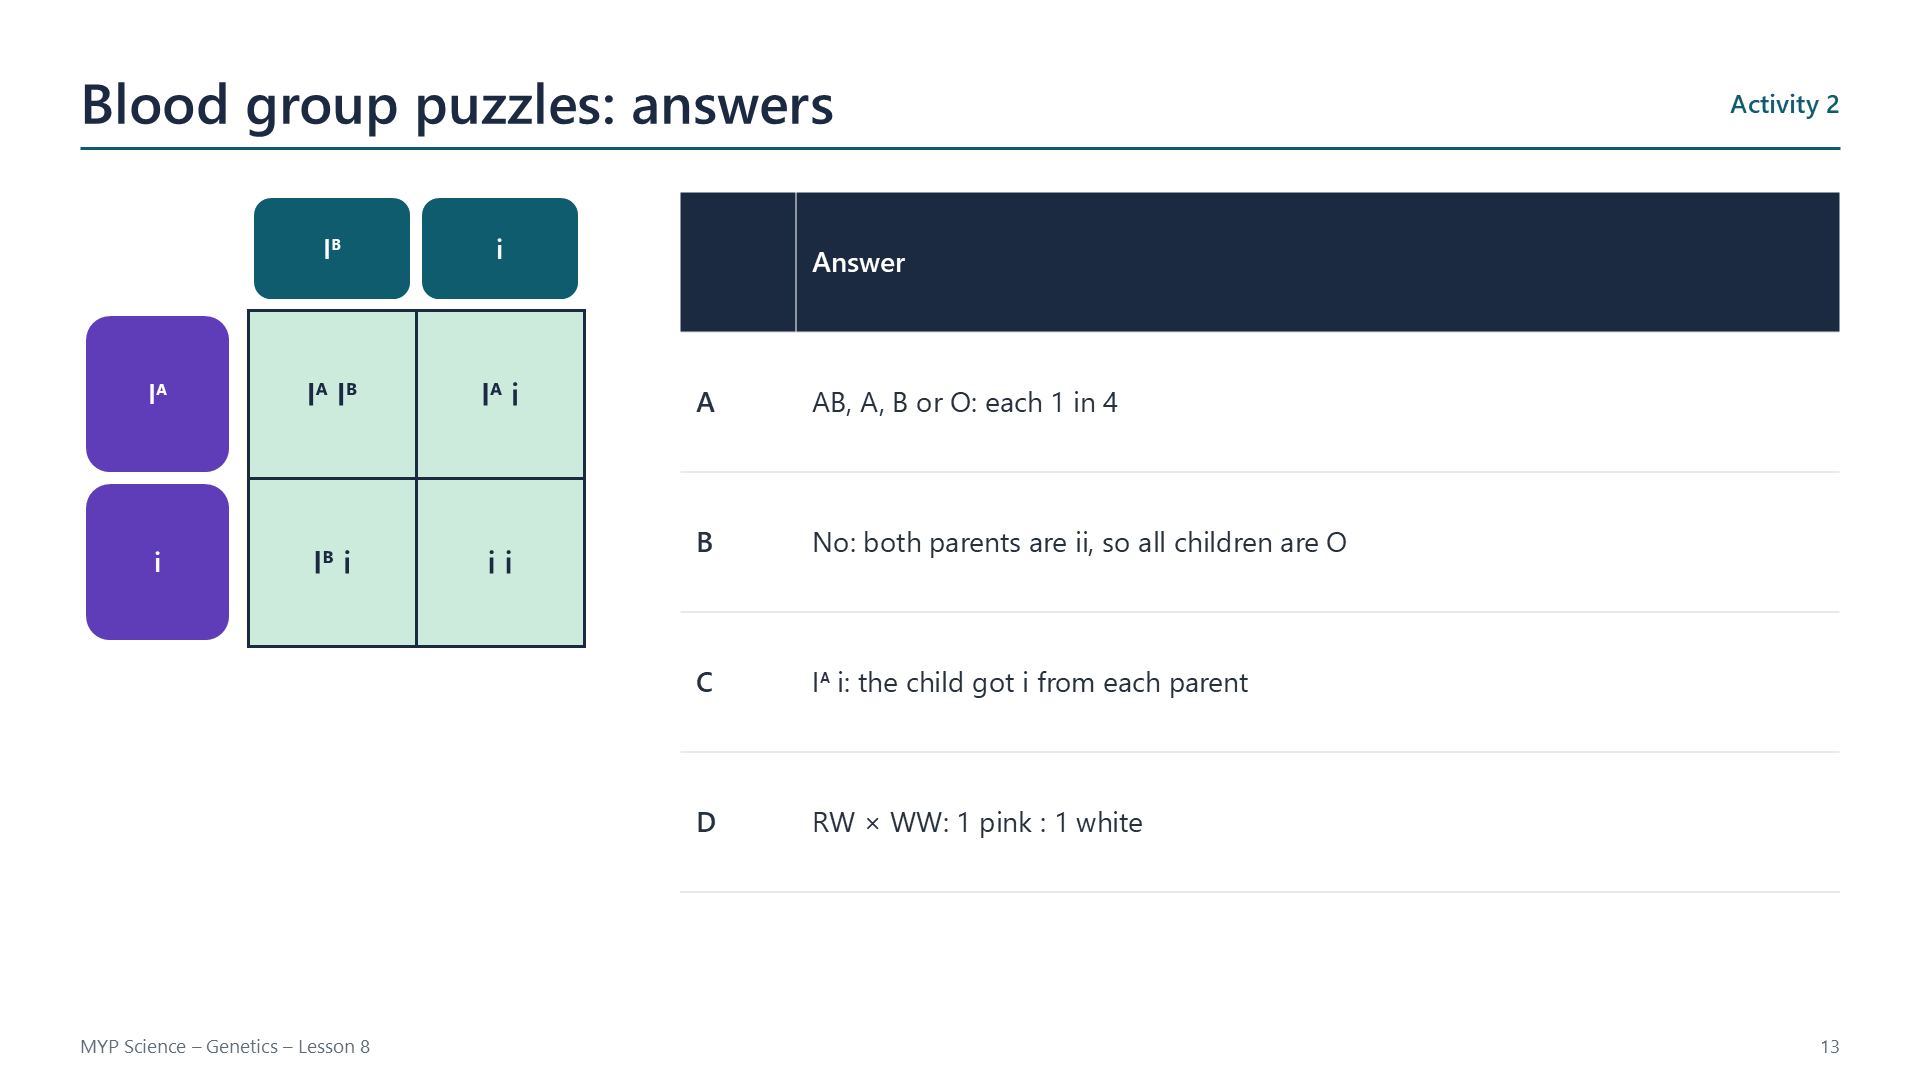 Blood group puzzles: answers
Activity 2
Iᴮ i
Iᴬ Iᴬ Iᴮ Iᴬ i
i Iᴮ i i i
Answer
A AB, A, B or O: each 1 in 4
B No: both parents are ii, so all children are O
C Iᴬ i: the child got i from each parent
D RW × WW: 1 pink : 1 white
MYP Science – Genetics – Lesson 8
13